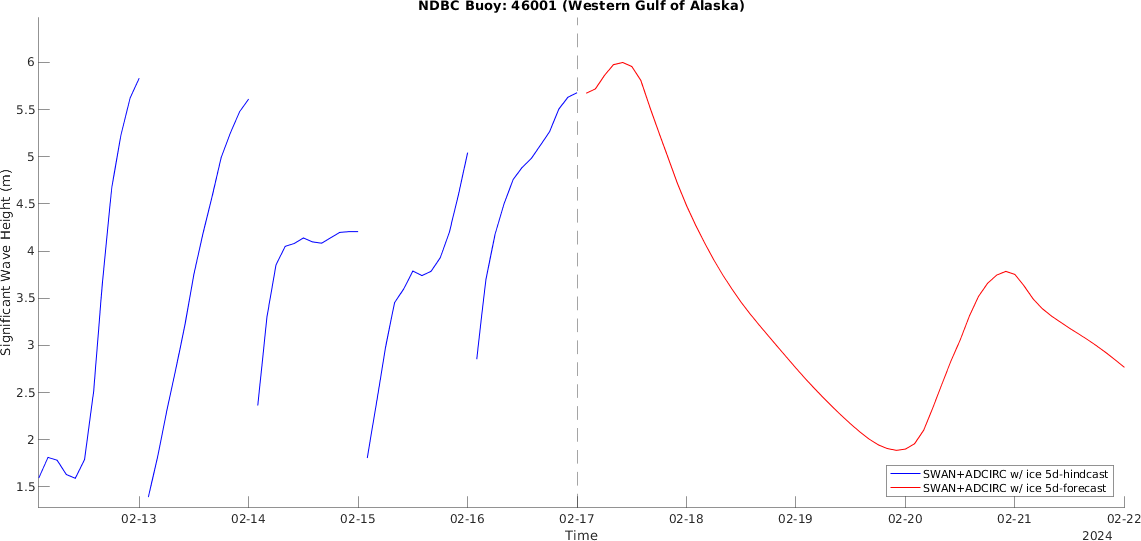 NDBC Buoy: 46001 (Western Gulf of Alaska)
Significant Wave Height (m)
6
5.5
5
4.5
4
3.5
3
2.5
2
1.5
SWAN+ADCIRC w/ ice 5d-hindcast
SWAN+ADCIRC w/ ice 5d-forecast
02-13 02-14 02-15 02-16 02-17 02-18 02-19 02-20 02-21 02-22
Time
2024